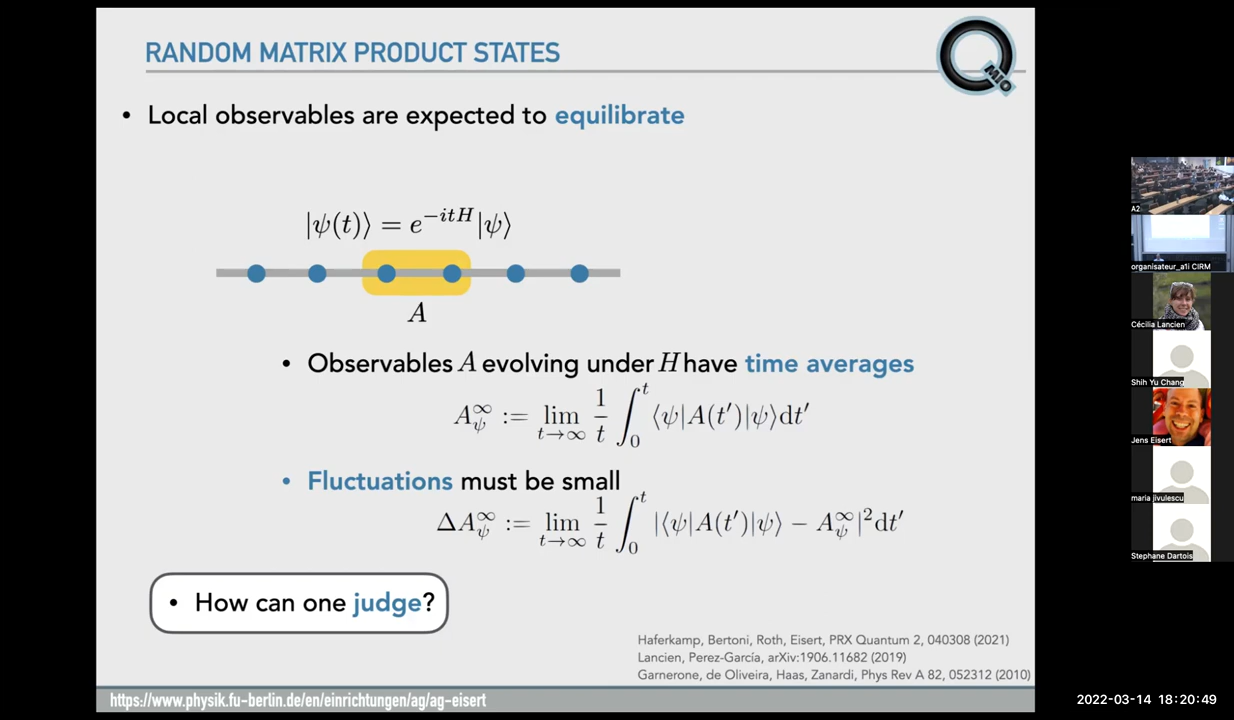 RANDOM MATRIX PRODUCT STATES
Q
MIO
• Local observables are expected to equilibrate
|ψ(t)⟩ = e^{-itH}|ψ⟩
A
• Observables A evolving under H have time averages
A_ψ^∞ := lim_{t→∞} 1/t ∫_0^t ⟨ψ|A(t′)|ψ⟩dt′
• Fluctuations must be small
ΔA_ψ^∞ := lim_{t→∞} 1/t ∫_0^t |⟨ψ|A(t′)|ψ⟩ − A_ψ^∞|^2 dt′
• How can one judge?
Haferkamp, Bertoni, Roth, Eisert, PRX Quantum 2, 040308 (2021)
Lancien, Perez-García, arXiv:1906.11682 (2019)
Garnerone, de Oliveira, Haas, Zanardi, Phys Rev A 82, 052312 (2010)
https://www.physik.fu-berlin.de/en/einrichtungen/ag/ag-eisert
A2
organisateur_a1i CIRM
Cécilia Lancien
Shih Yu Chang
Jens Eisert
maria jivulescu
Stephane Dartois
2022-03-14 18:20:49